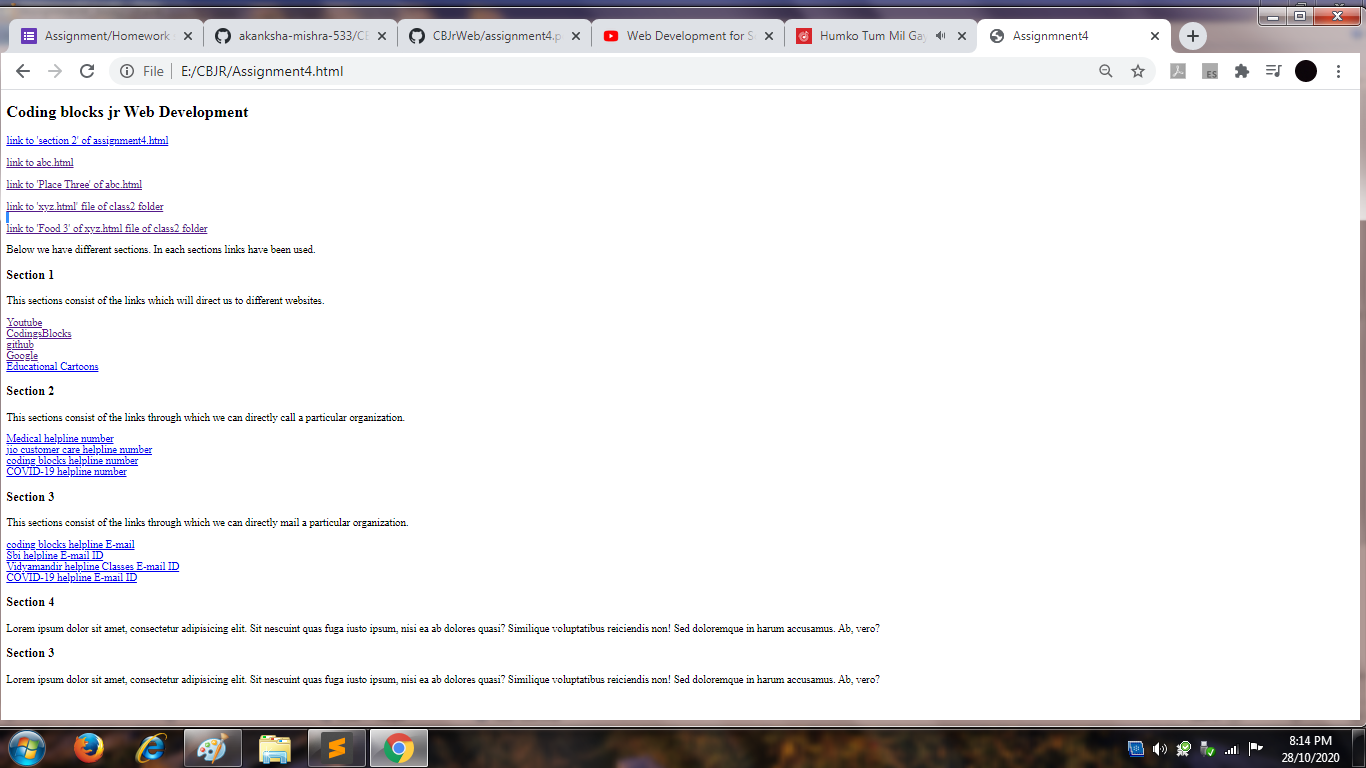 Assignment/Homework
akanksha-mishra-533/CB
CBJrWeb/assignment4.p
Web Development for S
Humko Tum Mil Gay
Assignmnent4
File
E:/CBJR/Assignment4.html
ES
Coding blocks jr Web Development
link to 'section 2' of assignment4.html
link to abc.html
link to 'Place Three' of abc.html
link to 'xyz.html' file of class2 folder
link to 'Food 3' of xyz.html file of class2 folder
Below we have different sections. In each sections links have been used.
Section 1
This sections consist of the links which will direct us to different websites.
Youtube
CodingsBlocks
github
Google
Educational Cartoons
Section 2
This sections consist of the links through which we can directly call a particular organization.
Medical helpline number
jio customer care helpline number
coding blocks helpline number
COVID-19 helpline number
Section 3
This sections consist of the links through which we can directly mail a particular organization.
coding blocks helpline E-mail
Sbi helpline E-mail ID
Vidyamandir helpline Classes E-mail ID
COVID-19 helpline E-mail ID
Section 4
Lorem ipsum dolor sit amet, consectetur adipisicing elit. Sit nescuint quas fuga iusto ipsum, nisi ea ab dolores quasi? Similique voluptatibus reiciendis non! Sed doloremque in harum accusamus. Ab, vero?
Section 3
Lorem ipsum dolor sit amet, consectetur adipisicing elit. Sit nescuint quas fuga iusto ipsum, nisi ea ab dolores quasi? Similique voluptatibus reiciendis non! Sed doloremque in harum accusamus. Ab, vero?
8:14 PM
28/10/2020